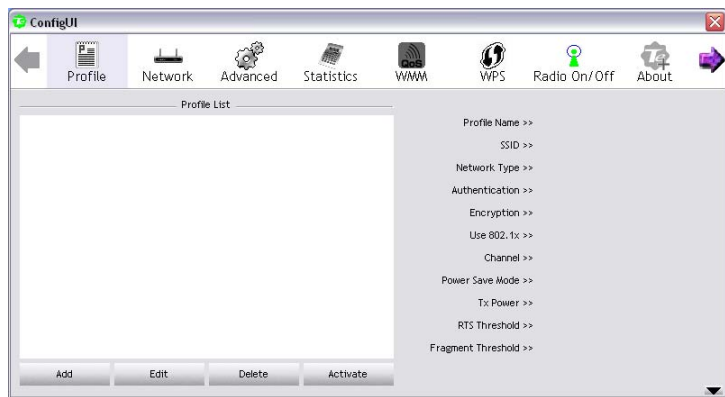 ConfigUI
Profile Network Advanced Statistics QoS WMM WPS Radio On/Off About
Profile List
Profile Name >>
SSID >>
Network Type >>
Authentication >>
Encryption >>
Use 802.1x >>
Channel >>
Power Save Mode >>
Tx Power >>
RTS Threshold >>
Fragment Threshold >>
Add Edit Delete Activate